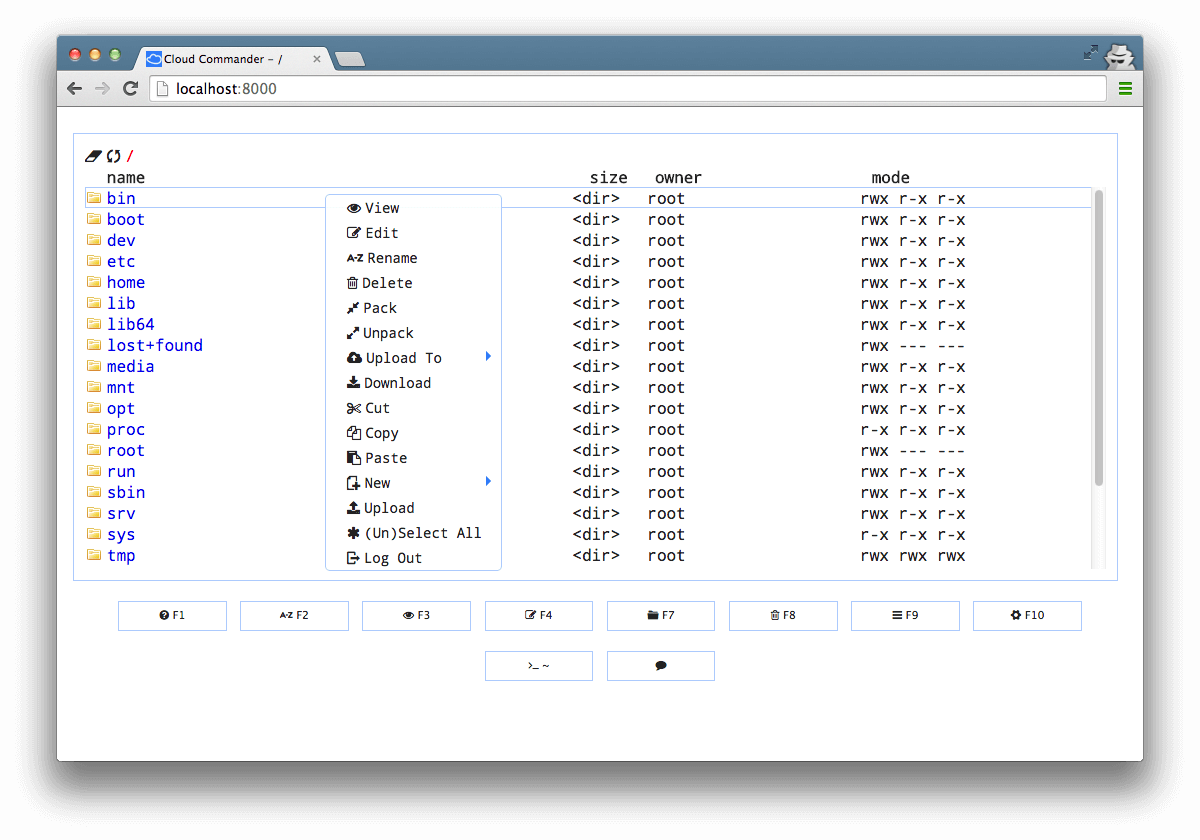 Cloud Commander – /
localhost:8000
/
name size owner mode
bin <dir> root rwx r-x r-x
boot <dir> root rwx r-x r-x
dev <dir> root rwx r-x r-x
etc <dir> root rwx r-x r-x
home <dir> root rwx r-x r-x
lib <dir> root rwx r-x r-x
lib64 <dir> root rwx r-x r-x
lost+found <dir> root rwx --- ---
media <dir> root rwx r-x r-x
mnt <dir> root rwx r-x r-x
opt <dir> root rwx r-x r-x
proc <dir> root r-x r-x r-x
root <dir> root rwx --- ---
run <dir> root rwx r-x r-x
sbin <dir> root rwx r-x r-x
srv <dir> root rwx r-x r-x
sys <dir> root r-x r-x r-x
tmp <dir> root rwx rwx rwx
View
Edit
A-Z Rename
Delete
Pack
Unpack
Upload To
Download
Cut
Copy
Paste
New
Upload
(Un)Select All
Log Out
F1 A-Z F2 F3 F4 F7 F8 F9 F10
>_ ~